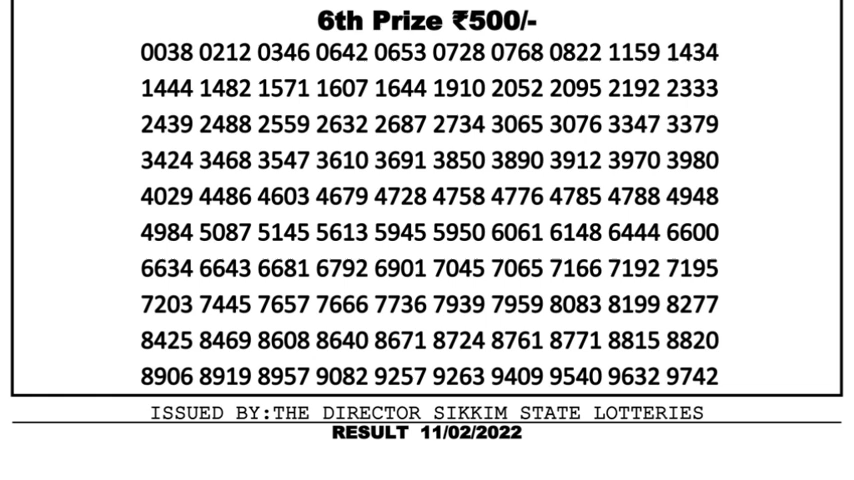 6th Prize ₹500/-
0038 0212 0346 0642 0653 0728 0768 0822 1159 1434
1444 1482 1571 1607 1644 1910 2052 2095 2192 2333
2439 2488 2559 2632 2687 2734 3065 3076 3347 3379
3424 3468 3547 3610 3691 3850 3890 3912 3970 3980
4029 4486 4603 4679 4728 4758 4776 4785 4788 4948
4984 5087 5145 5613 5945 5950 6061 6148 6444 6600
6634 6643 6681 6792 6901 7045 7065 7166 7192 7195
7203 7445 7657 7666 7736 7939 7959 8083 8199 8277
8425 8469 8608 8640 8671 8724 8761 8771 8815 8820
8906 8919 8957 9082 9257 9263 9409 9540 9632 9742
ISSUED BY:THE DIRECTOR SIKKIM STATE LOTTERIES
RESULT 11/02/2022